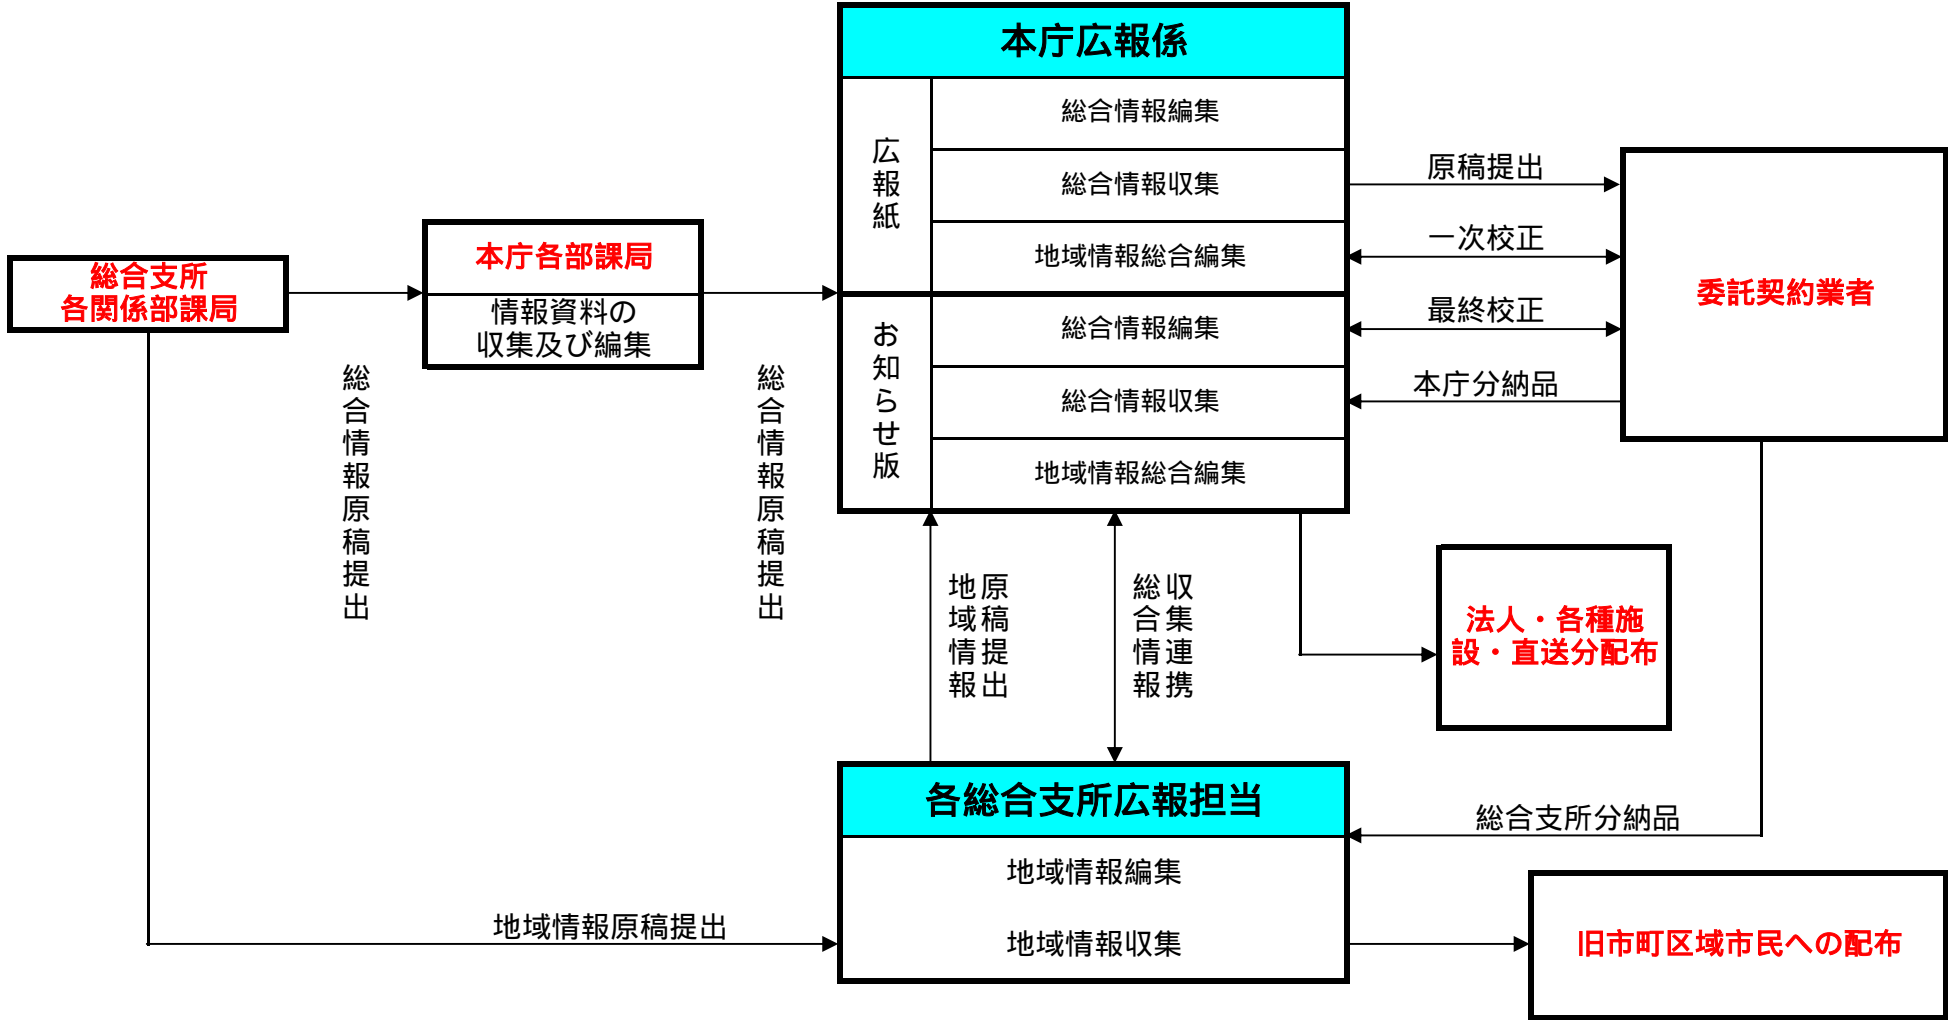 本庁広報係
広報紙
総合情報編集
総合情報収集
地域情報総合編集
お知らせ版
総合情報編集
総合情報収集
地域情報総合編集
総合支所
各関係部課局
本庁各部課局
情報資料の
収集及び編集
総合情報原稿提出
総合情報原稿提出
原稿提出
一次校正
最終校正
本庁分納品
委託契約業者
地域情報
原稿提出
総合情報
収集連携
法人・各種施
設・直送分配布
各総合支所広報担当
地域情報編集
地域情報収集
総合支所分納品
地域情報原稿提出
旧市町区域市民への配布